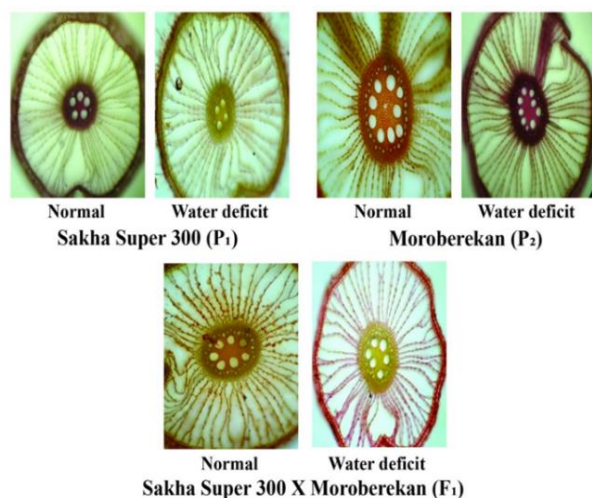 Normal Water deficit Normal Water deficit
Sakha Super 300 (P₁) Moroberekan (P₂)
Normal Water deficit
Sakha Super 300 X Moroberekan (F₁)